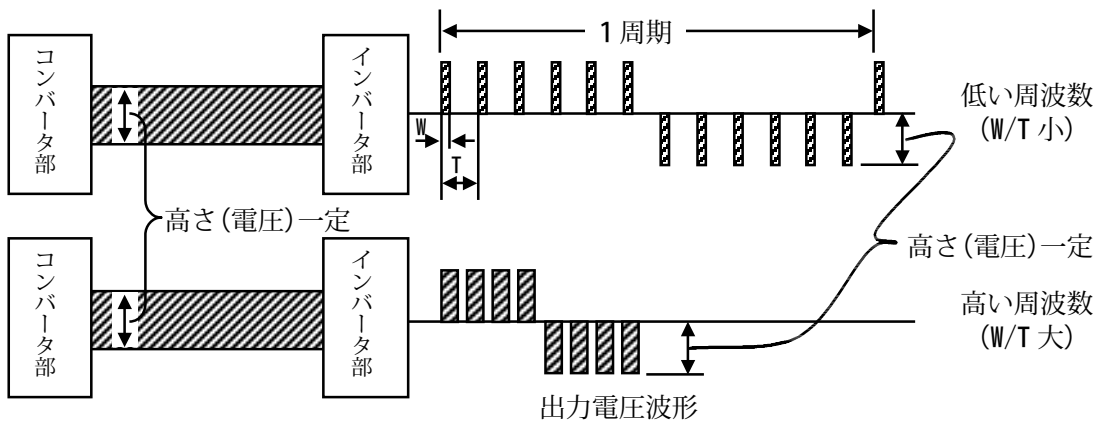 コンバータ部
インバータ部
1 周期
W
T
低い周波数
(W/T 小)
高さ(電圧)一定
高さ(電圧)一定
コンバータ部
インバータ部
高い周波数
(W/T 大)
出力電圧波形